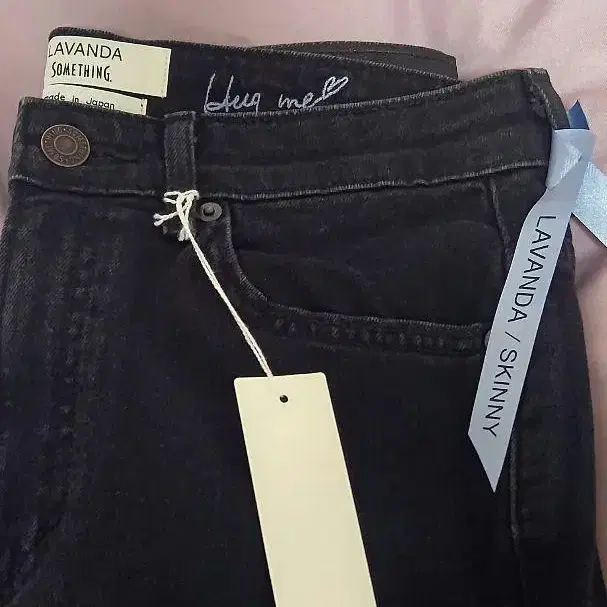 LAVANDA
SOMETHING.
made in Japan
Hug me♡
LAVANDA / SKINNY